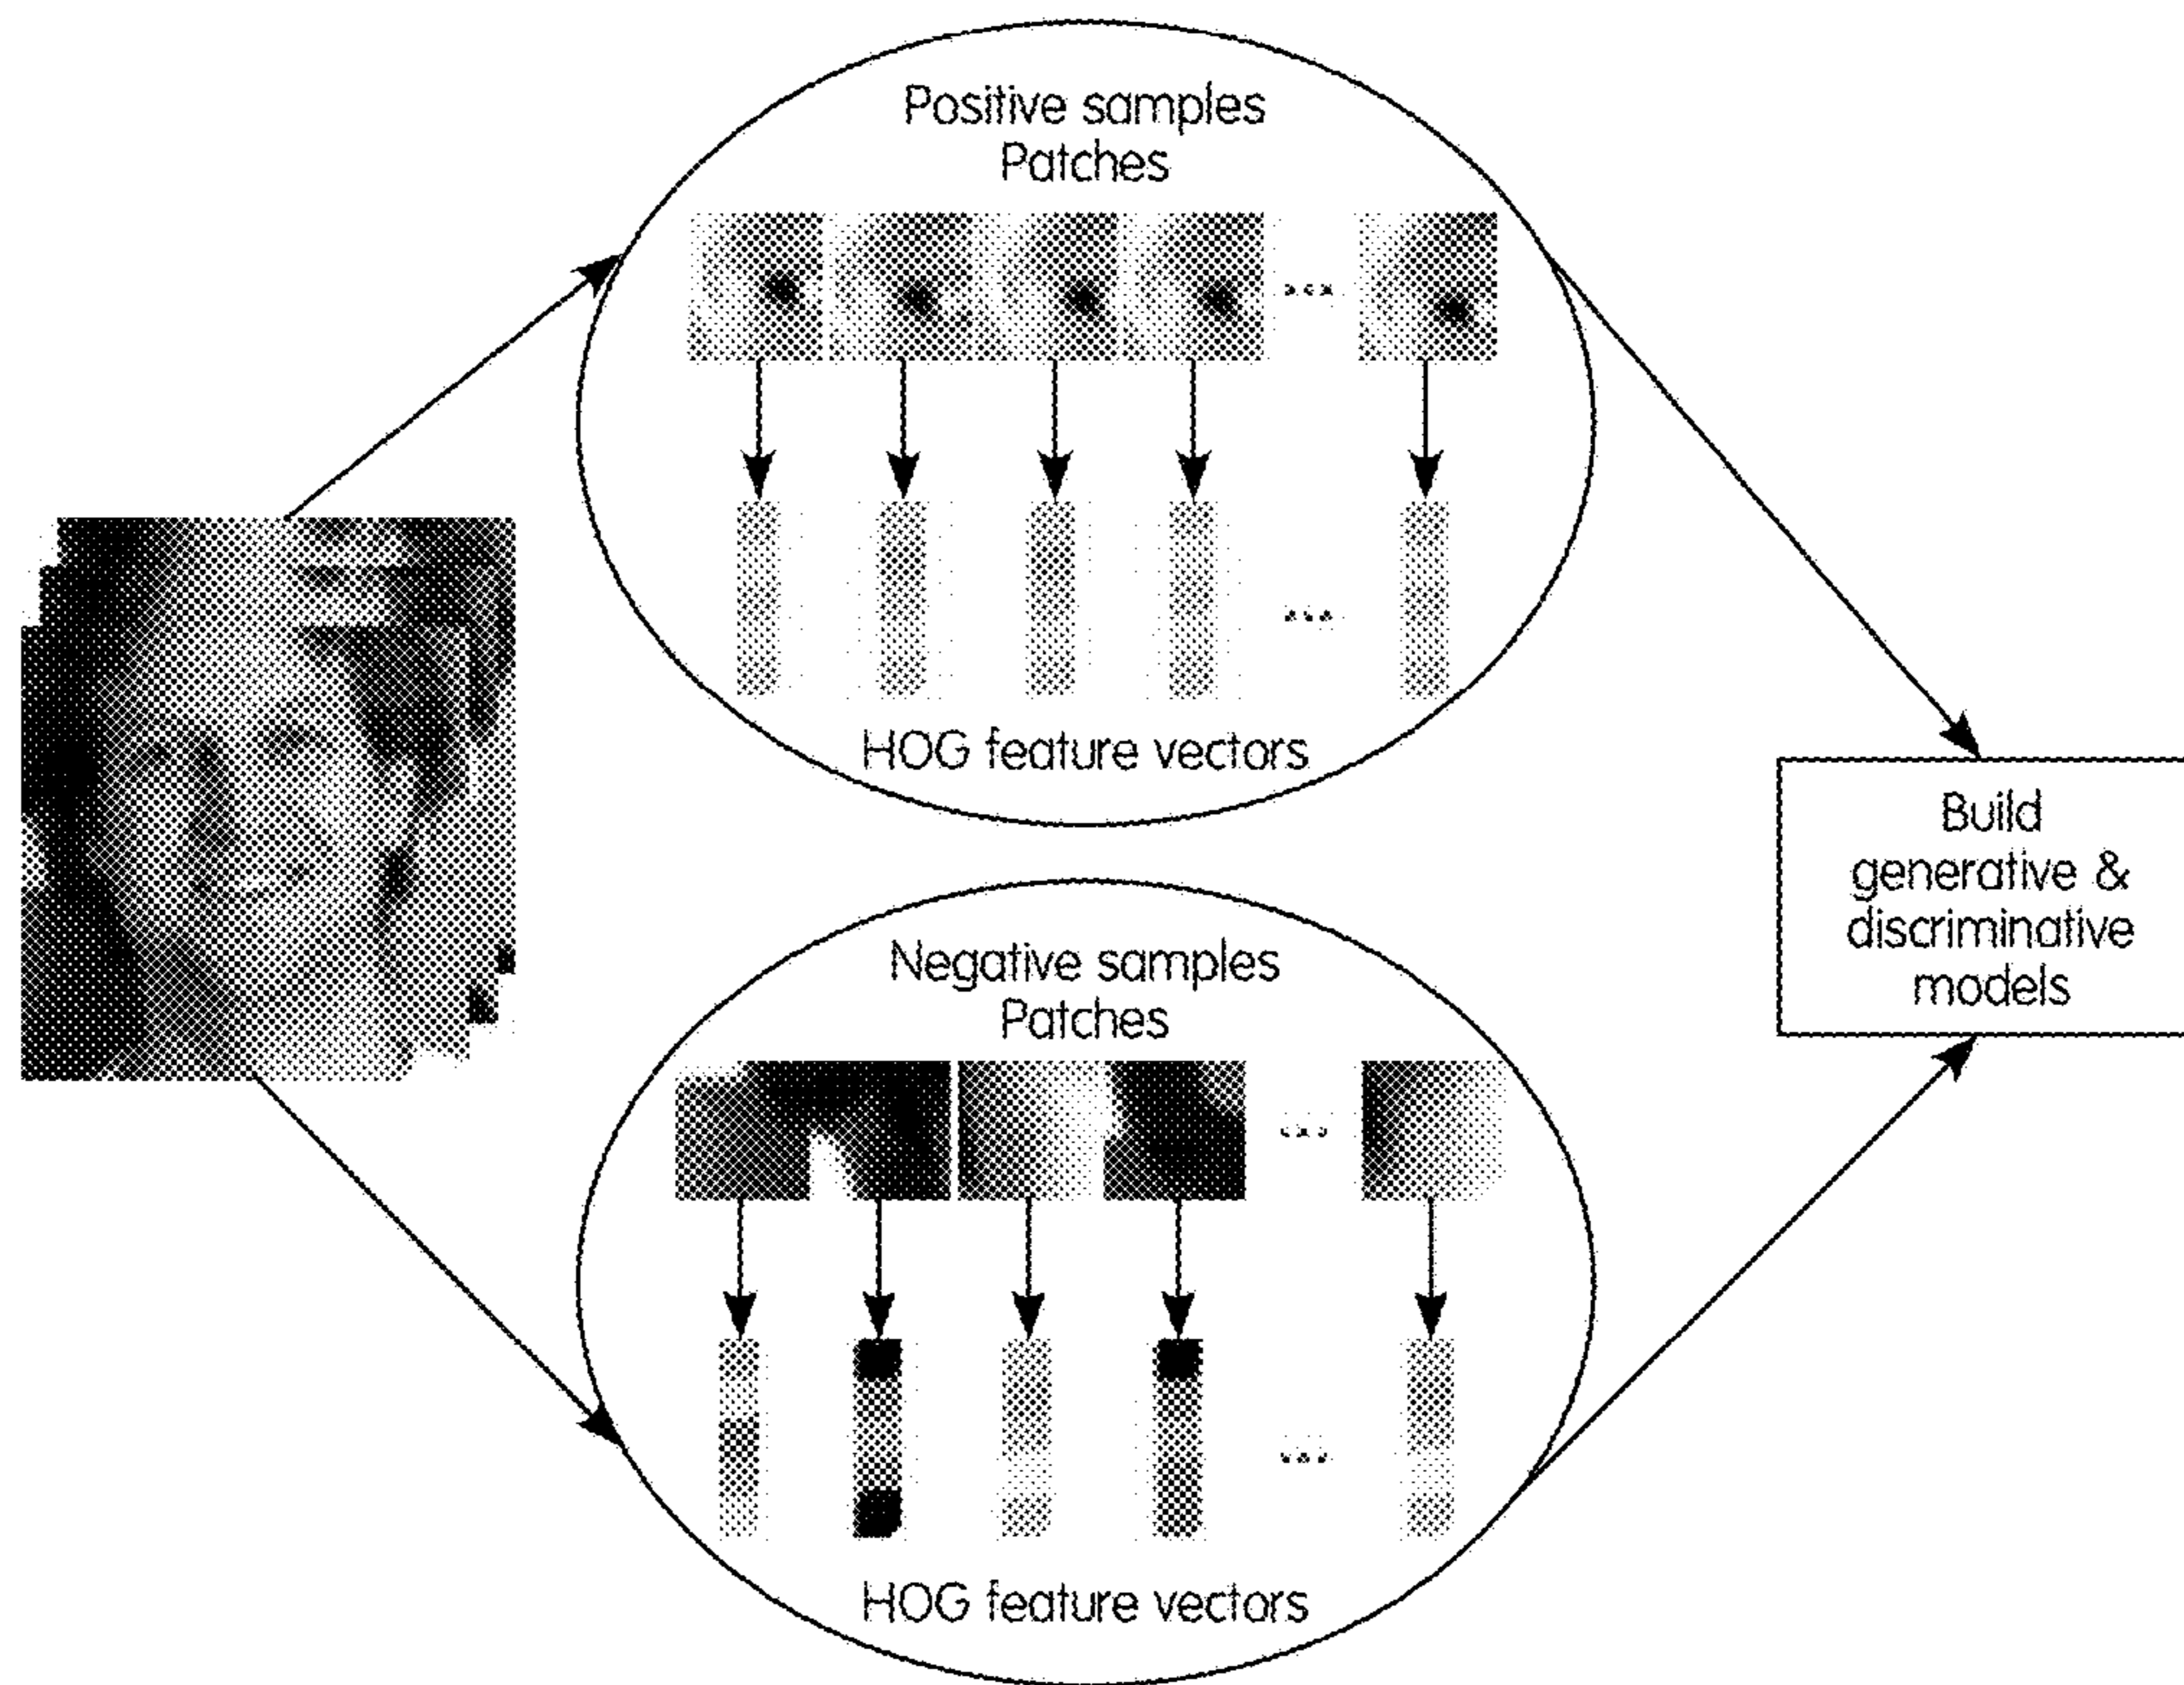 Positive samples
Patches
...
...
HOG feature vectors
Build
generative &
discriminative
models
Negative samples
Patches
...
...
HOG feature vectors